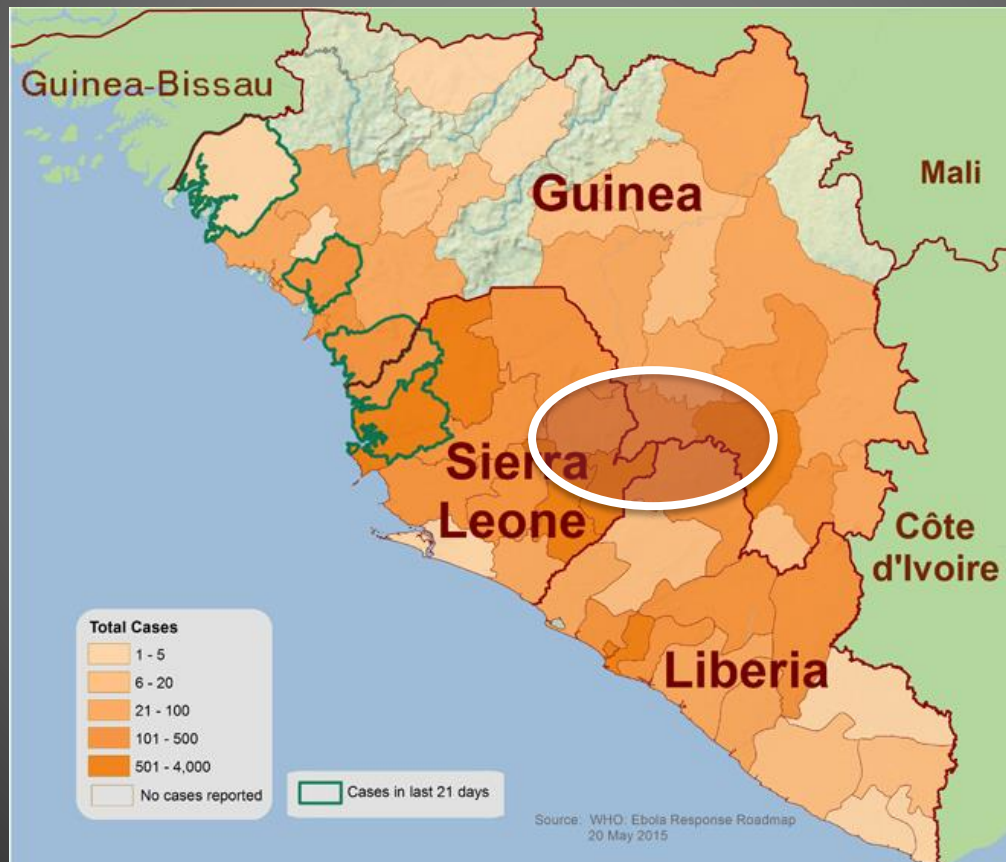 Guinea-Bissau
Mali
Guinea
Sierra
Leone
Côte
d'Ivoire
Liberia
Total Cases
1 - 5
6 - 20
21 - 100
101 - 500
501 - 4,000
No cases reported
Cases in last 21 days
Source: WHO: Ebola Response Roadmap
20 May 2015